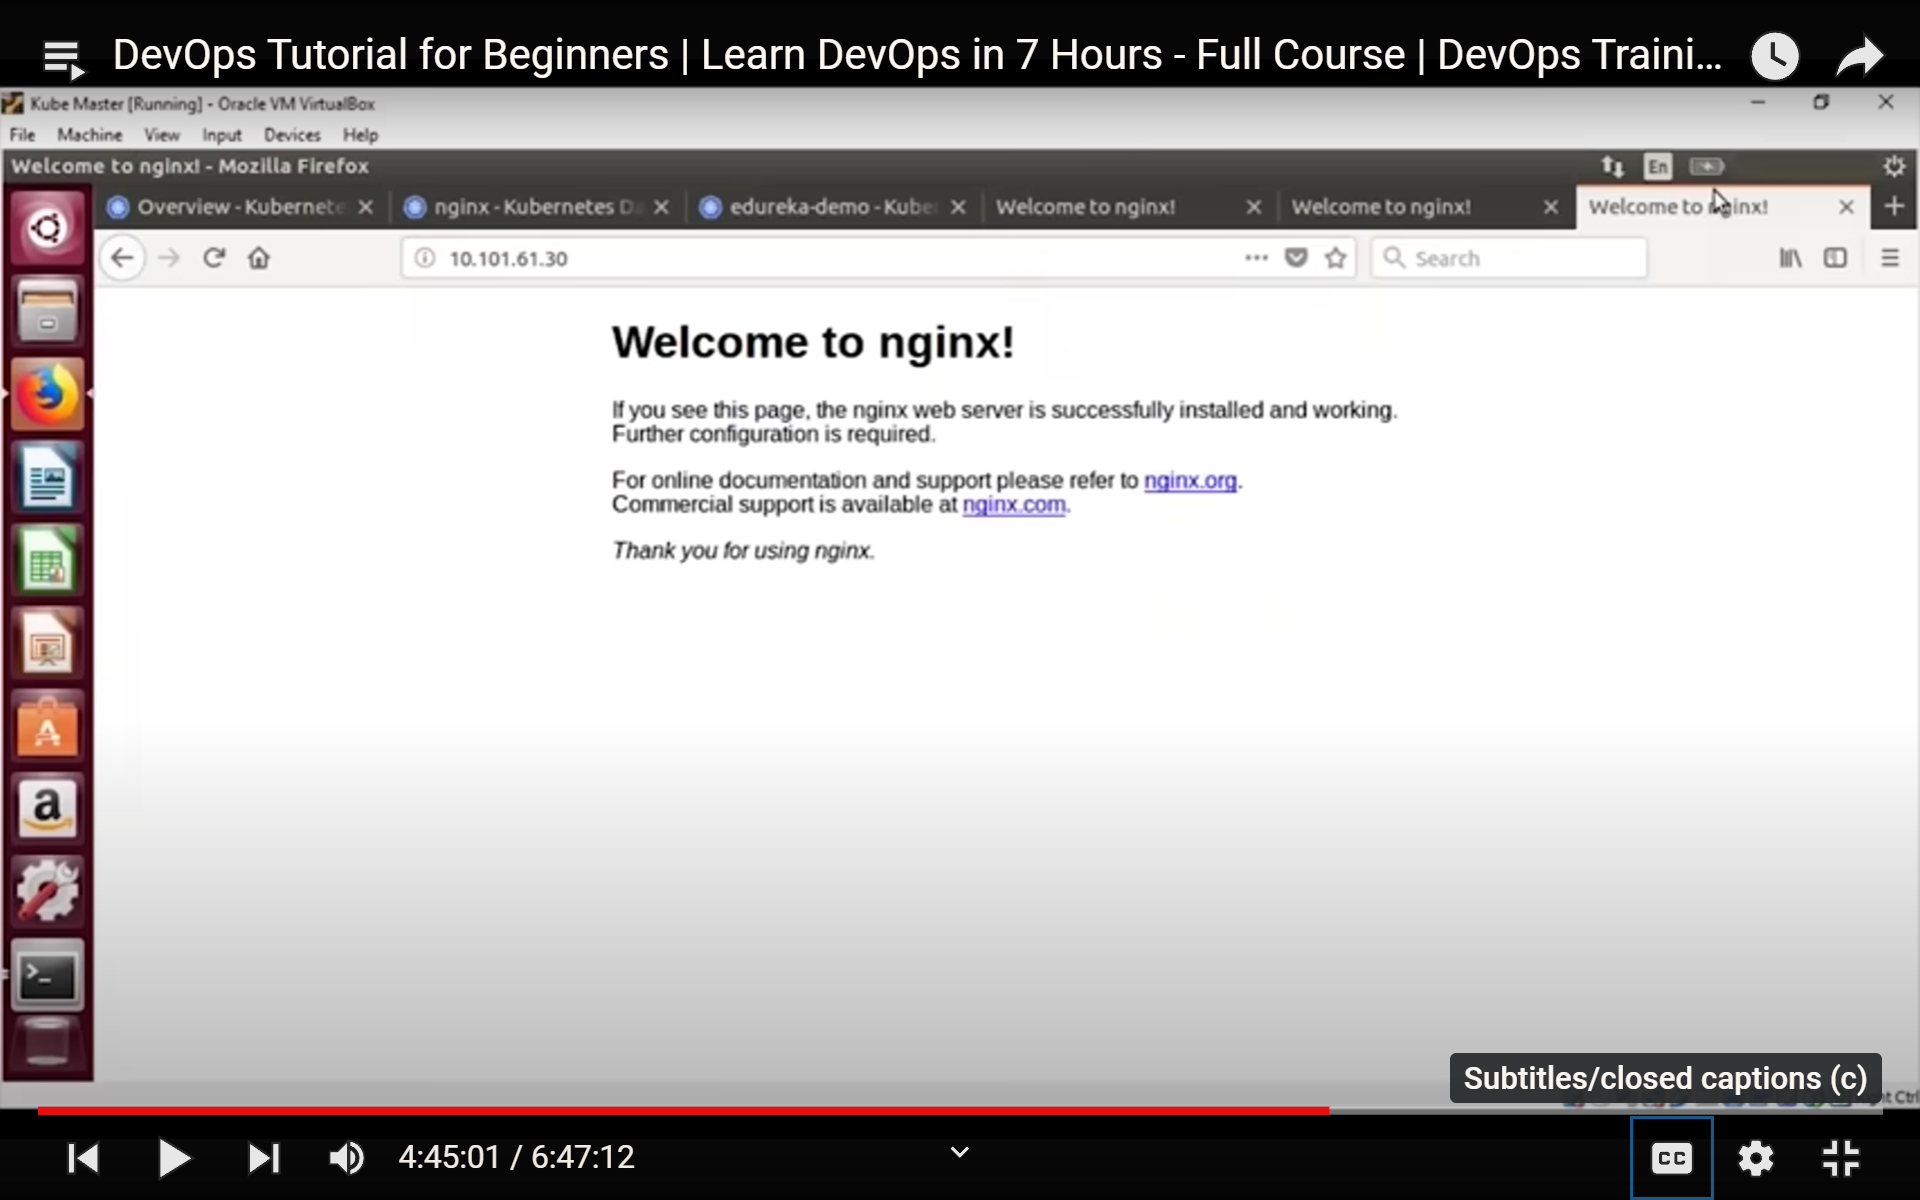 DevOps Tutorial for Beginners | Learn DevOps in 7 Hours - Full Course | DevOps Traini...
Kube Master [Running] - Oracle VM VirtualBox
File Machine View Input Devices Help
Welcome to nginx! - Mozilla Firefox
En
Overview - Kubernete
nginx - Kubernetes Da
edureka-demo - Kube
Welcome to nginx!
Welcome to nginx!
Welcome to nginx!
10.101.61.30
Search
Welcome to nginx!
If you see this page, the nginx web server is successfully installed and working.
Further configuration is required.
For online documentation and support please refer to nginx.org.
Commercial support is available at nginx.com.
Thank you for using nginx.
Subtitles/closed captions (c)
Ctrl
4:45:01 / 6:47:12
CC